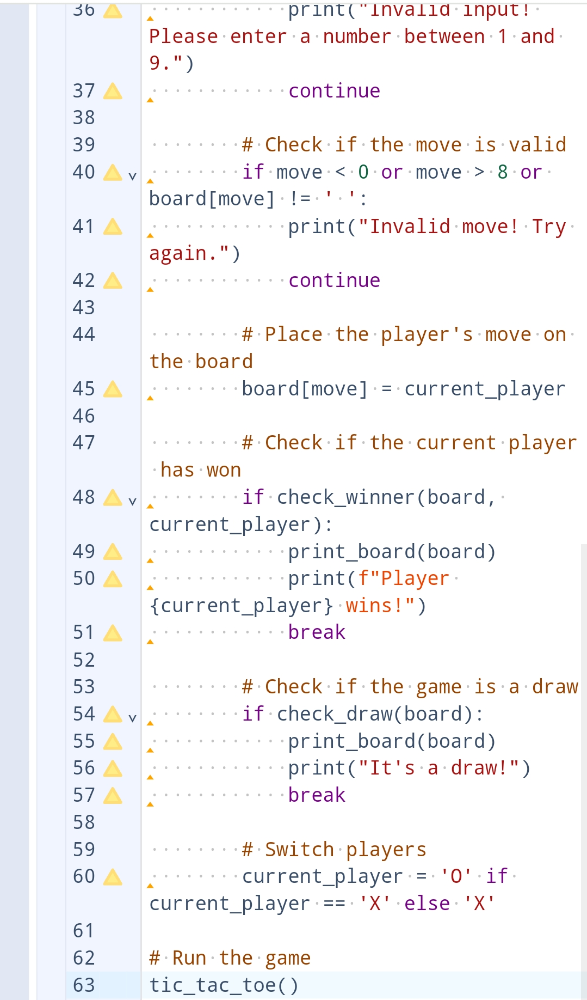 36 print("Invalid input!
Please enter a number between 1 and
9.")
37 continue
38
39 # Check if the move is valid
40 if move < 0 or move > 8 or
board[move] != ' ':
41 print("Invalid move! Try
again.")
42 continue
43
44 # Place the player's move on
the board
45 board[move] = current_player
46
47 # Check if the current player
has won
48 if check_winner(board,
current_player):
49 print_board(board)
50 print(f"Player
{current_player} wins!")
51 break
52
53 # Check if the game is a draw
54 if check_draw(board):
55 print_board(board)
56 print("It's a draw!")
57 break
58
59 # Switch players
60 current_player = 'O' if
current_player == 'X' else 'X'
61
62 # Run the game
63 tic_tac_toe()